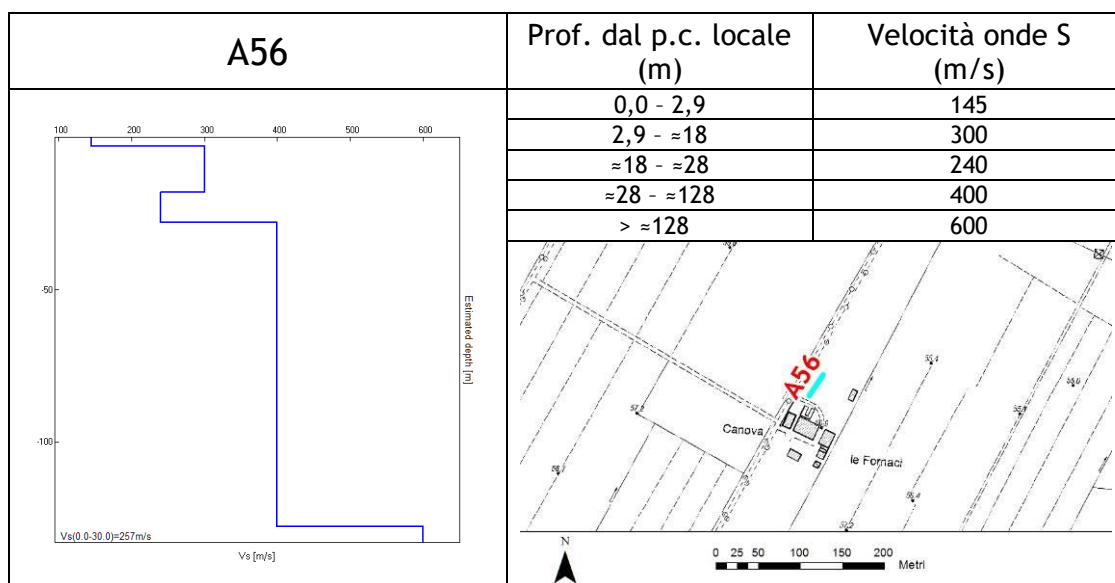 A56
Prof. dal p.c. locale
(m)
Velocità onde S
(m/s)
0,0 – 2,9 145
2,9 – ≈18 300
≈18 – ≈28 240
≈28 – ≈128 400
> ≈128 600
100 200 300 400 500 600
-50
-100
Estimated depth [m]
Vs(0.0-30.0)=257m/s
Vs [m/s]
A56
Canova
le Fornaci
55,4
N
0 25 50 100 150 200
Metri